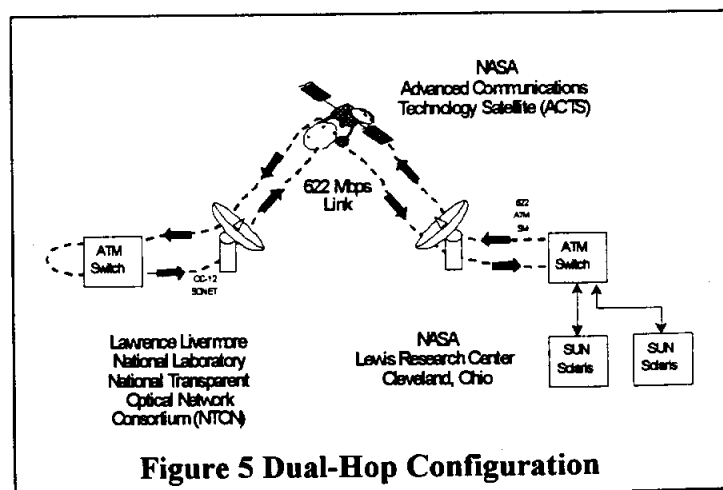 NASA
Advanced Communications
Technology Satellite (ACTS)
622 Mbps
Link
622
ATM
SM
ATM
Switch
OC-12
SONET
ATM
Switch
Lawrence Livermore
National Laboratory
National Transparent
Optical Network
Consortium (NTON)
NASA
Lewis Research Center
Cleveland, Ohio
SUN
Solaris
SUN
Solaris
Figure 5 Dual-Hop Configuration